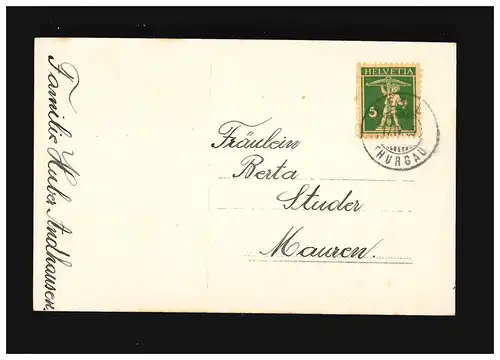 Familie Huber Andhausen.
HELVETIA
5
THURGAU
Fräulein
Berta
Studer
Mauren.